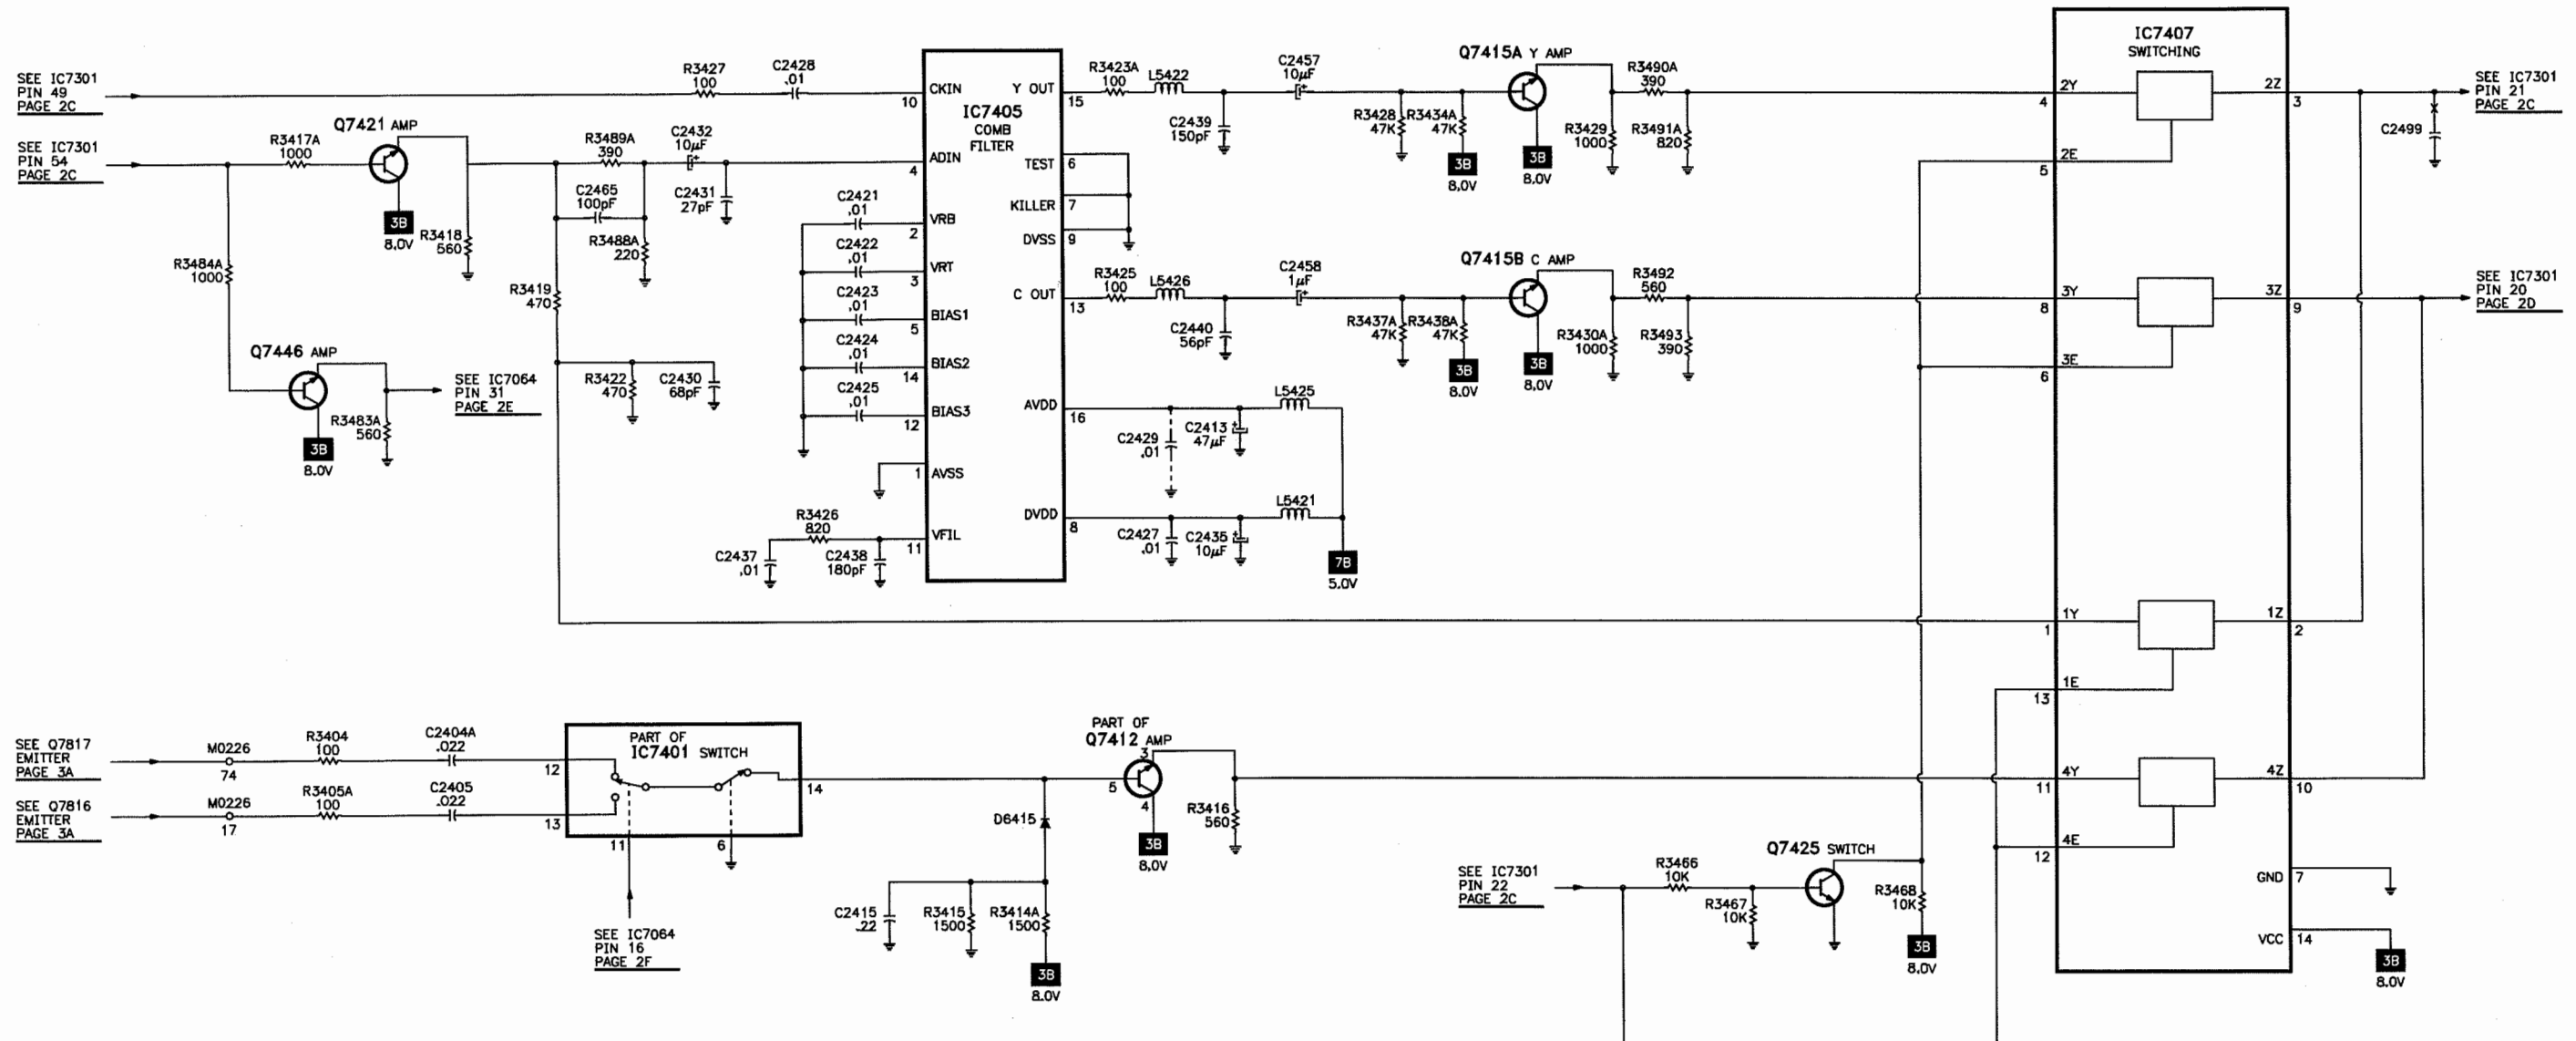 SEE IC7301
PIN 49
PAGE 2C
R3427
100
C2428
.01
SEE IC7301
PIN 54
PAGE 2C
R3417A
1000
Q7421 AMP
3B
8.0V
R3418
560
R3489A
390
C2465
100pF
R3488A
220
C2432
10µF
C2431
27pF
R3484A
1000
R3419
470
R3422
470
C2430
68pF
Q7446 AMP
3B
8.0V
R3483A
560
SEE IC7064
PIN 31
PAGE 2E
C2421
.01
C2422
.01
C2423
.01
C2424
.01
C2425
.01
R3426
820
C2437
.01
C2438
180pF
IC7405
COMB
FILTER
CKIN
10
ADIN
4
VRB
2
VRT
3
BIAS1
5
BIAS2
14
BIAS3
12
AVSS
1
VFIL
11
Y OUT
15
TEST
6
KILLER
7
DVSS
9
C OUT
13
AVDD
16
DVDD
8
R3423A
100
L5422
C2439
150pF
C2457
10µF
R3428
47K
R3434A
47K
3B
8.0V
Q7415A Y AMP
3B
8.0V
R3490A
390
R3429
1000
R3491A
820
R3425
100
L5426
C2440
56pF
C2458
1µF
R3437A
47K
R3438A
47K
3B
8.0V
Q7415B C AMP
3B
8.0V
R3492
560
R3430A
1000
R3493
390
L5425
C2429
.01
C2413
47µF
L5421
C2427
.01
C2435
10µF
7B
5.0V
IC7407
SWITCHING
2Y
4
2E
5
3Y
8
3E
6
1Y
1
1E
13
4Y
11
4E
12
2Z
3
3Z
9
1Z
2
4Z
10
GND
7
VCC
14
3B
8.0V
SEE IC7301
PIN 21
PAGE 2C
C2499
SEE IC7301
PIN 20
PAGE 2D
SEE Q7817
EMITTER
PAGE 3A
M0226
74
R3404
100
C2404A
.022
SEE Q7816
EMITTER
PAGE 3A
M0226
17
R3405A
100
C2405
.022
PART OF
IC7401 SWITCH
12
13
11
6
14
SEE IC7064
PIN 16
PAGE 2F
D6415
C2415
.22
R3415
1500
R3414A
1500
3B
8.0V
PART OF
Q7412 AMP
3
5
4
3B
8.0V
R3416
560
SEE IC7301
PIN 22
PAGE 2C
R3466
10K
R3467
10K
Q7425 SWITCH
R3468
10K
3B
8.0V